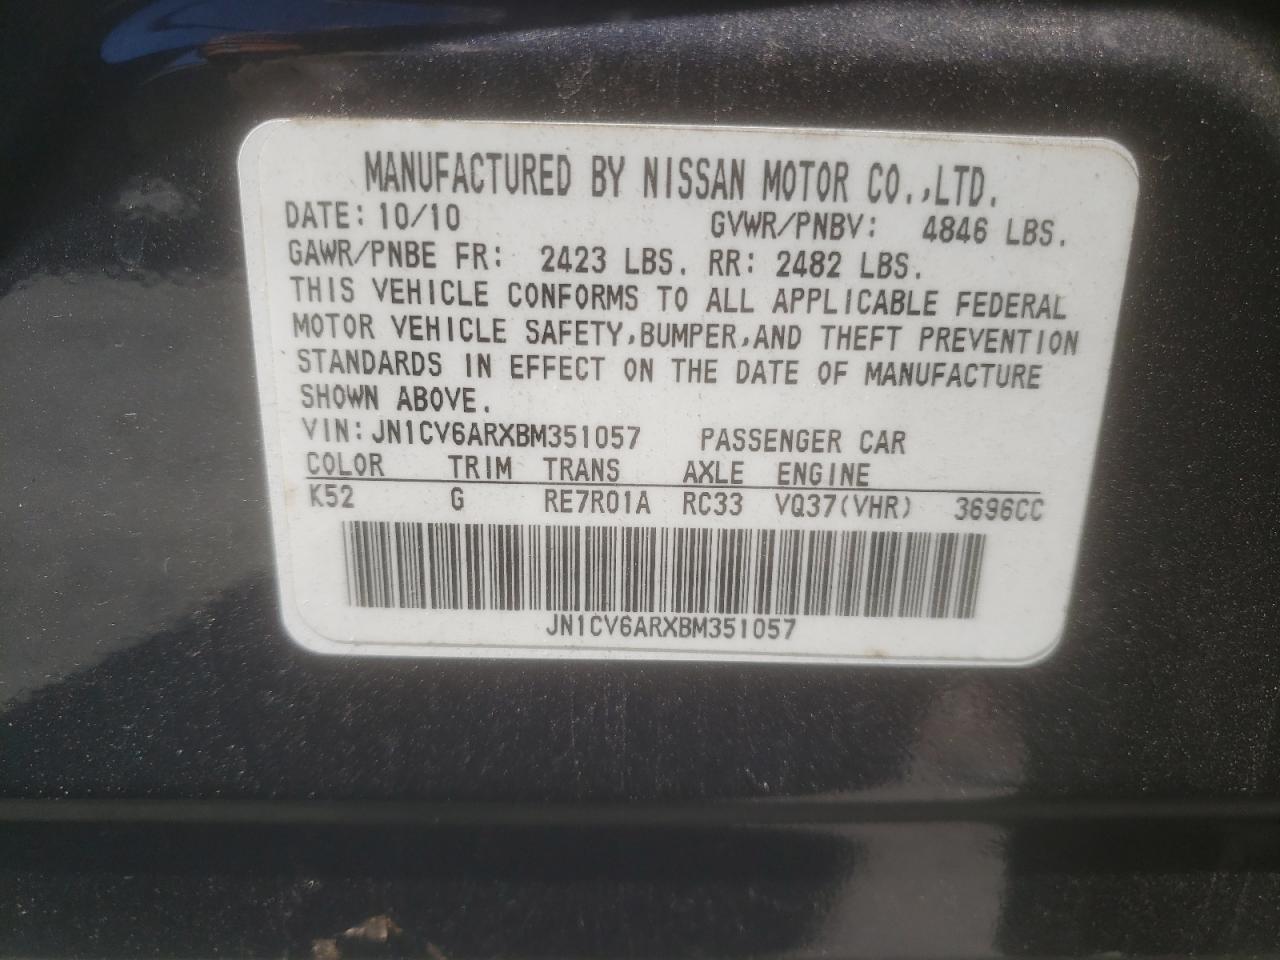 MANUFACTURED BY NISSAN MOTOR CO.,LTD.
DATE: 10/10 GVWR/PNBV: 4846 LBS.
GAWR/PNBE FR: 2423 LBS. RR: 2482 LBS.
THIS VEHICLE CONFORMS TO ALL APPLICABLE FEDERAL
MOTOR VEHICLE SAFETY,BUMPER,AND THEFT PREVENTION
STANDARDS IN EFFECT ON THE DATE OF MANUFACTURE
SHOWN ABOVE.
VIN: JN1CV6ARXBM351057 PASSENGER CAR
COLOR TRIM TRANS AXLE ENGINE
K52 G RE7R01A RC33 VQ37(VHR) 3696CC
JN1CV6ARXBM351057